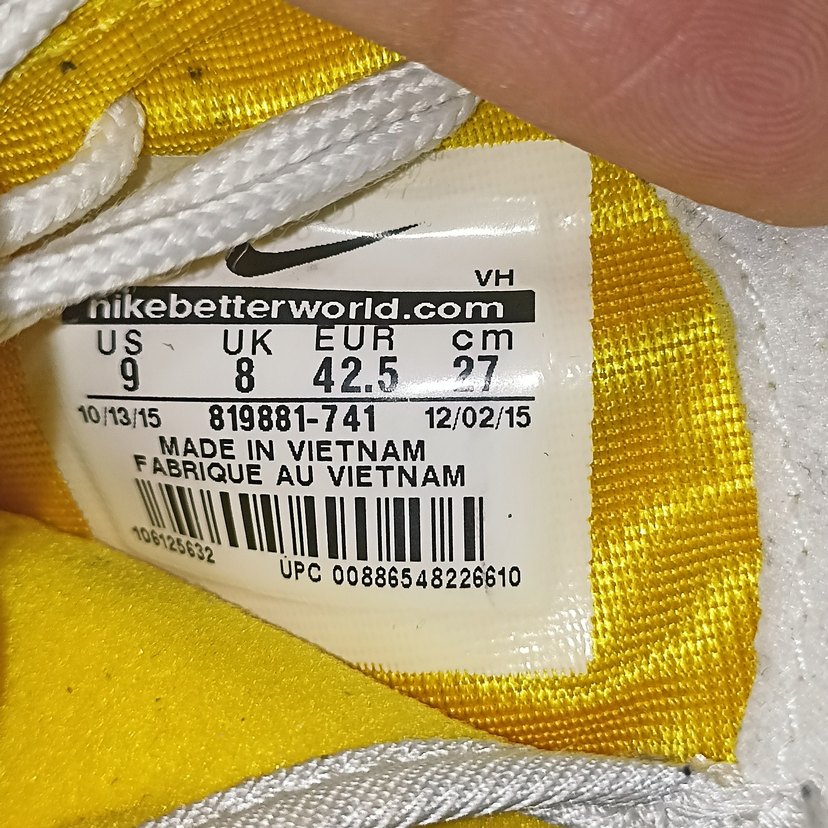 VH
nikebetterworld.com
US UK EUR cm
9 8 42.5 27
10/13/15 819881-741 12/02/15
MADE IN VIETNAM
FABRIQUE AU VIETNAM
106125632
UPC 00886548226610